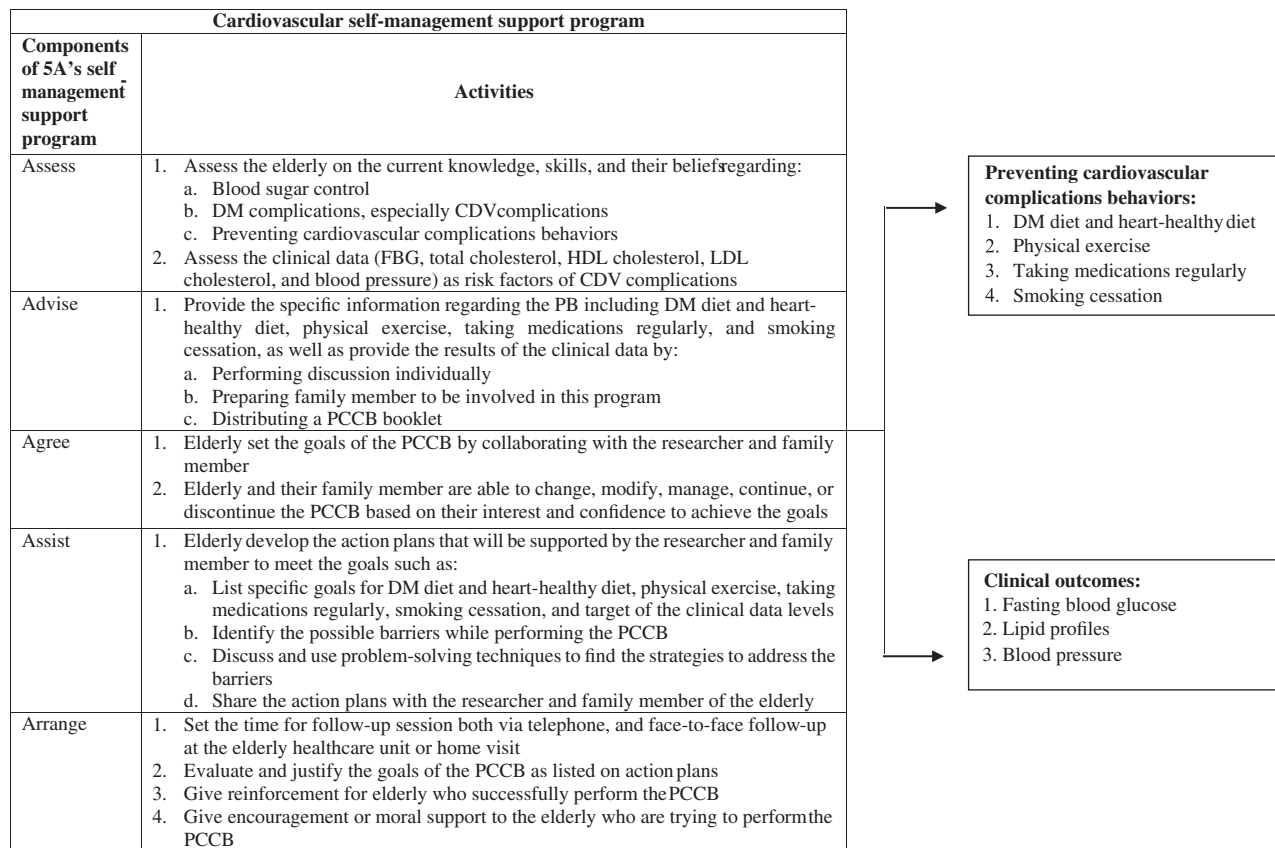 Cardiovascular self-management support program
Components
of 5A's self
management-
support
program
Activities
Assess
1. Assess the elderly on the current knowledge, skills, and their beliefsregarding:
a. Blood sugar control
b. DM complications, especially CDVcomplications
c. Preventing cardiovascular complications behaviors
2. Assess the clinical data (FBG, total cholesterol, HDL cholesterol, LDL
cholesterol, and blood pressure) as risk factors of CDV complications
Advise
1. Provide the specific information regarding the PB including DM diet and heart-
healthy diet, physical exercise, taking medications regularly, and smoking
cessation, as well as provide the results of the clinical data by:
a. Performing discussion individually
b. Preparing family member to be involved in this program
c. Distributing a PCCB booklet
Agree
1. Elderly set the goals of the PCCB by collaborating with the researcher and family
member
2. Elderly and their family member are able to change, modify, manage, continue, or
discontinue the PCCB based on their interest and confidence to achieve the goals
Assist
1. Elderly develop the action plans that will be supported by the researcher and family
member to meet the goals such as:
a. List specific goals for DM diet and heart-healthy diet, physical exercise, taking
medications regularly, smoking cessation, and target of the clinical data levels
b. Identify the possible barriers while performing the PCCB
c. Discuss and use problem-solving techniques to find the strategies to address the
barriers
d. Share the action plans with the researcher and family member of the elderly
Arrange
1. Set the time for follow-up session both via telephone, and face-to-face follow-up
at the elderly healthcare unit or home visit
2. Evaluate and justify the goals of the PCCB as listed on action plans
3. Give reinforcement for elderly who successfully perform the PCCB
4. Give encouragement or moral support to the elderly who are trying to perform the
PCCB
Preventing cardiovascular
complications behaviors:
1. DM diet and heart-healthy diet
2. Physical exercise
3. Taking medications regularly
4. Smoking cessation
Clinical outcomes:
1. Fasting blood glucose
2. Lipid profiles
3. Blood pressure